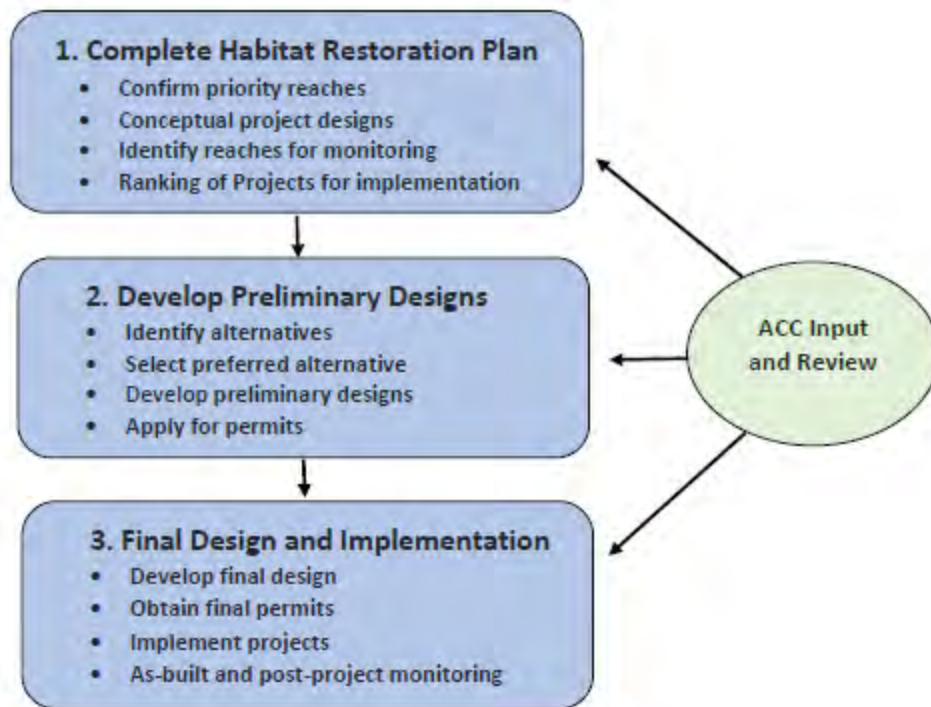 1. Complete Habitat Restoration Plan
• Confirm priority reaches
• Conceptual project designs
• Identify reaches for monitoring
• Ranking of Projects for implementation
2. Develop Preliminary Designs
• Identify alternatives
• Select preferred alternative
• Develop preliminary designs
• Apply for permits
3. Final Design and Implementation
• Develop final design
• Obtain final permits
• Implement projects
• As-built and post-project monitoring
ACC Input
and Review